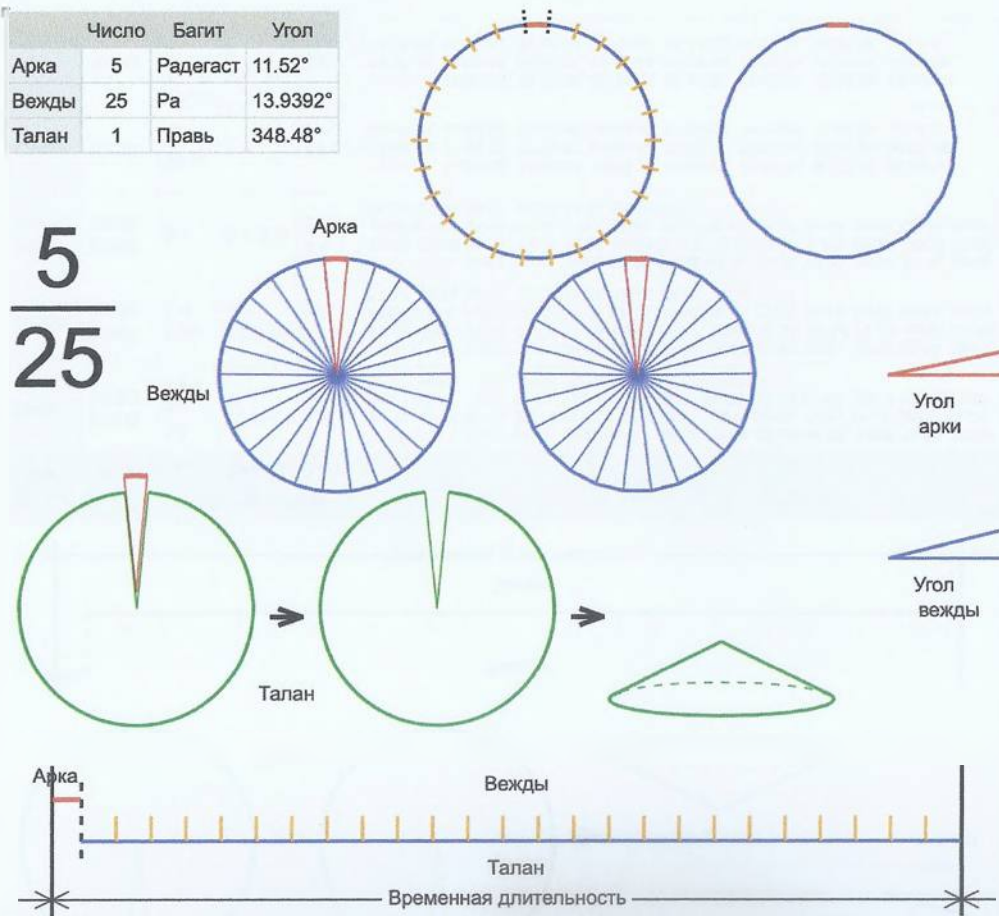 Число Багит Угол
Арка 5 Радегаст 11.52°
Вежды 25 Ра 13.9392°
Талан 1 Правь 348.48°
5
25
Арка
Вежды
Угол
арки
Угол
вежды
Талан
Арка
Вежды
Талан
Временная длительность